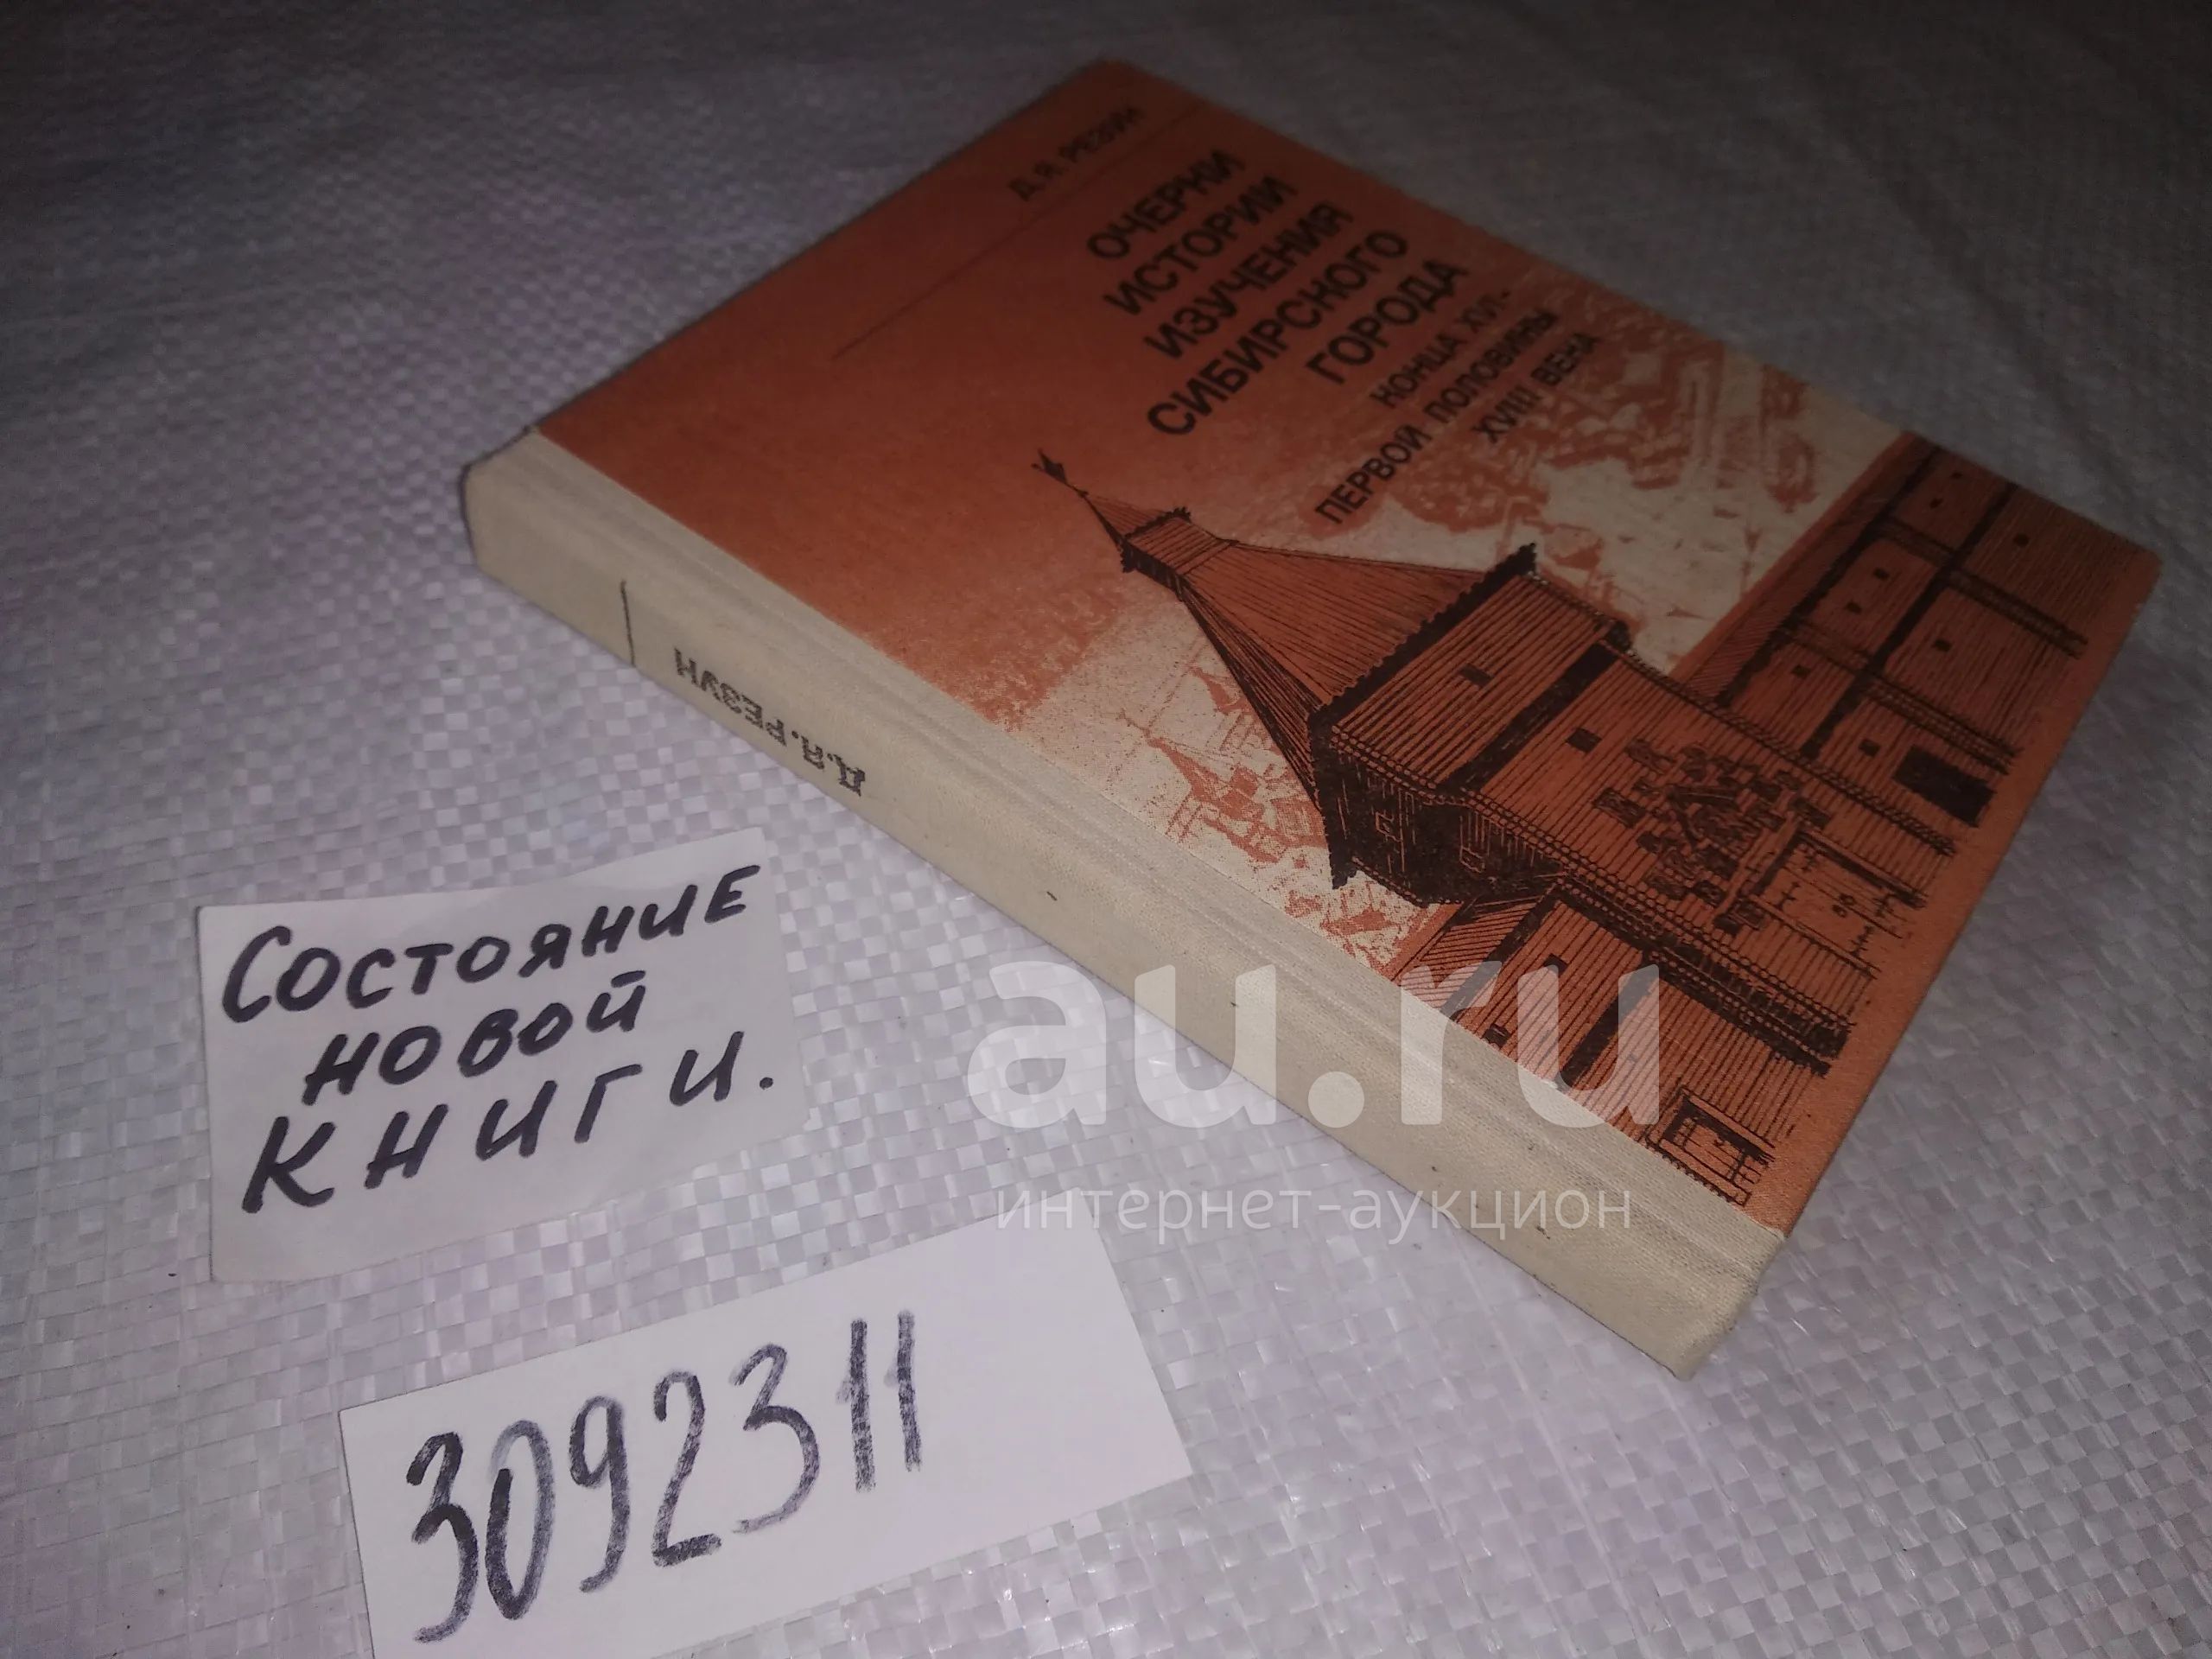 Д.Я. РЕЗУН
ОЧЕРКИ
ИСТОРИИ
ИЗУЧЕНИЯ
СИБИРСКОГО
ГОРОДА
КОНЦА XVI-
ПЕРВОЙ ПОЛОВИНЫ
XVIII ВЕКА
Д.Я. РЕЗУН
СОСТОЯНИЕ
НОВОЙ
КНИГИ.
3092311
au.ru
интернет-аукцион